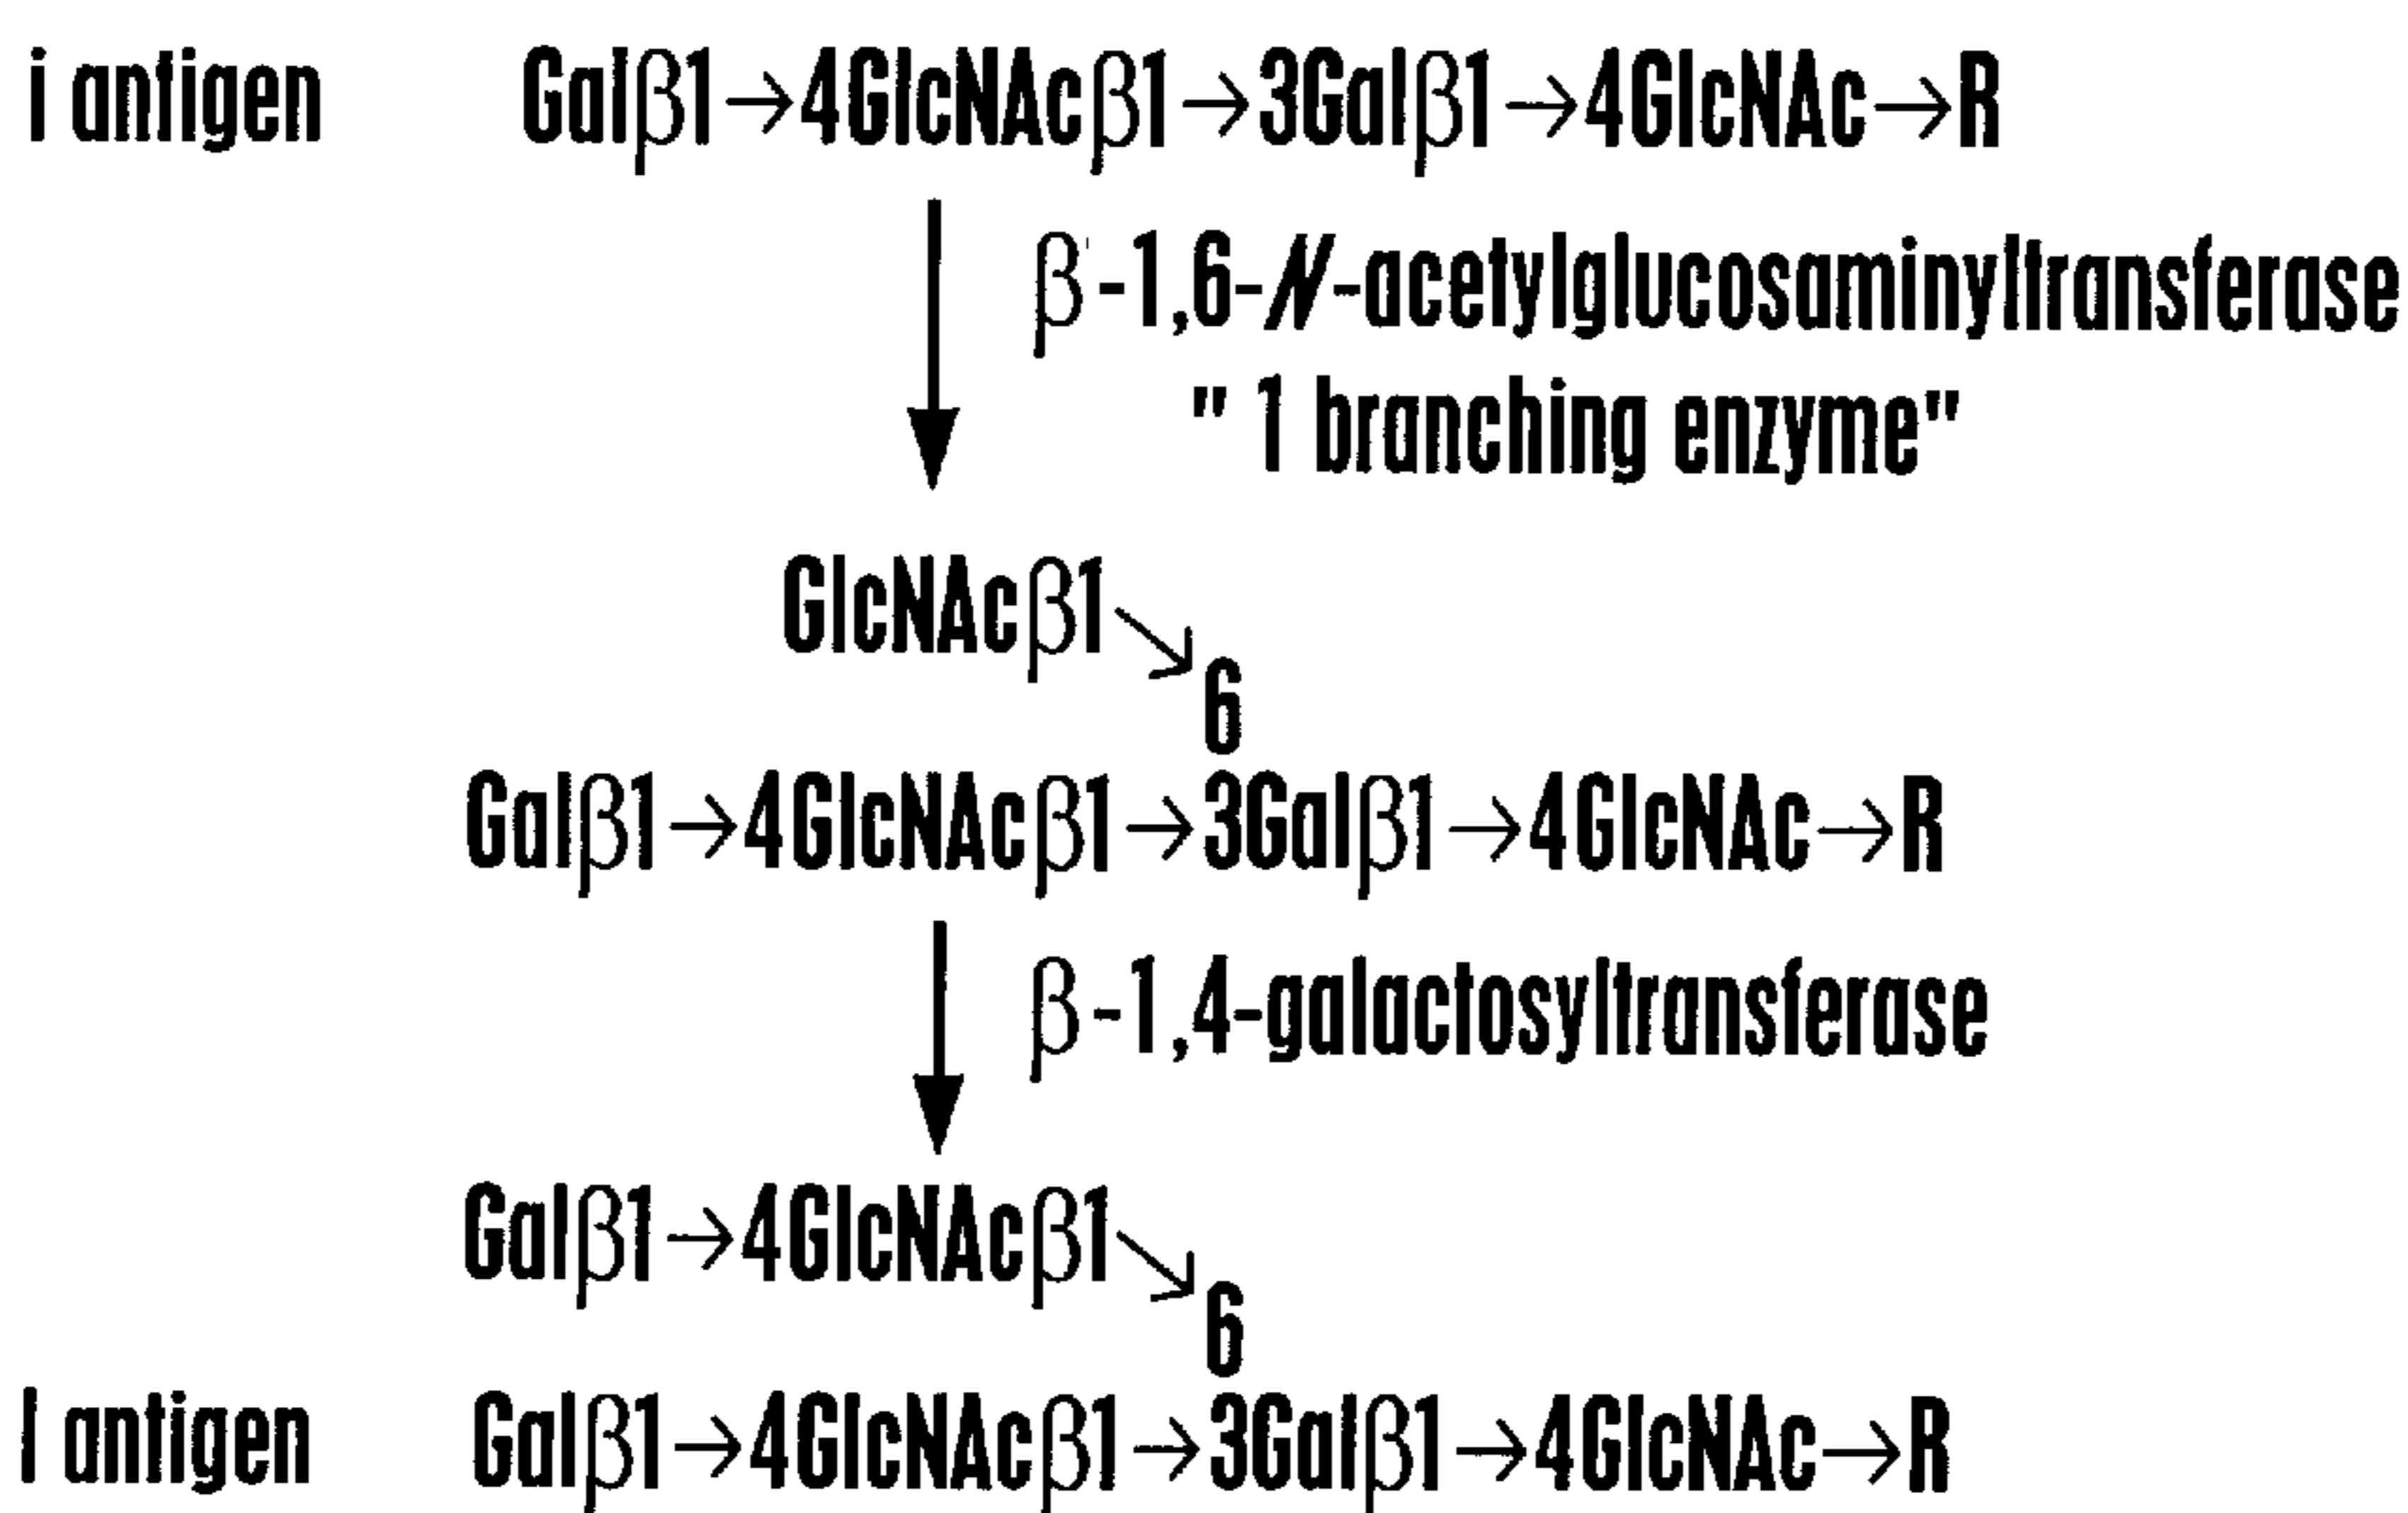 i antigen Galβ1→4GlcNAcβ1→3Galβ1→4GlcNAc→R
β-1,6-N-acetylglucosaminyltransferase
" 1 branching enzyme"
GlcNAcβ1
6
Galβ1→4GlcNAcβ1→3Galβ1→4GlcNAc→R
β-1,4-galactosyltransferase
Galβ1→4GlcNAcβ1
6
I antigen Galβ1→4GlcNAcβ1→3Galβ1→4GlcNAc→R